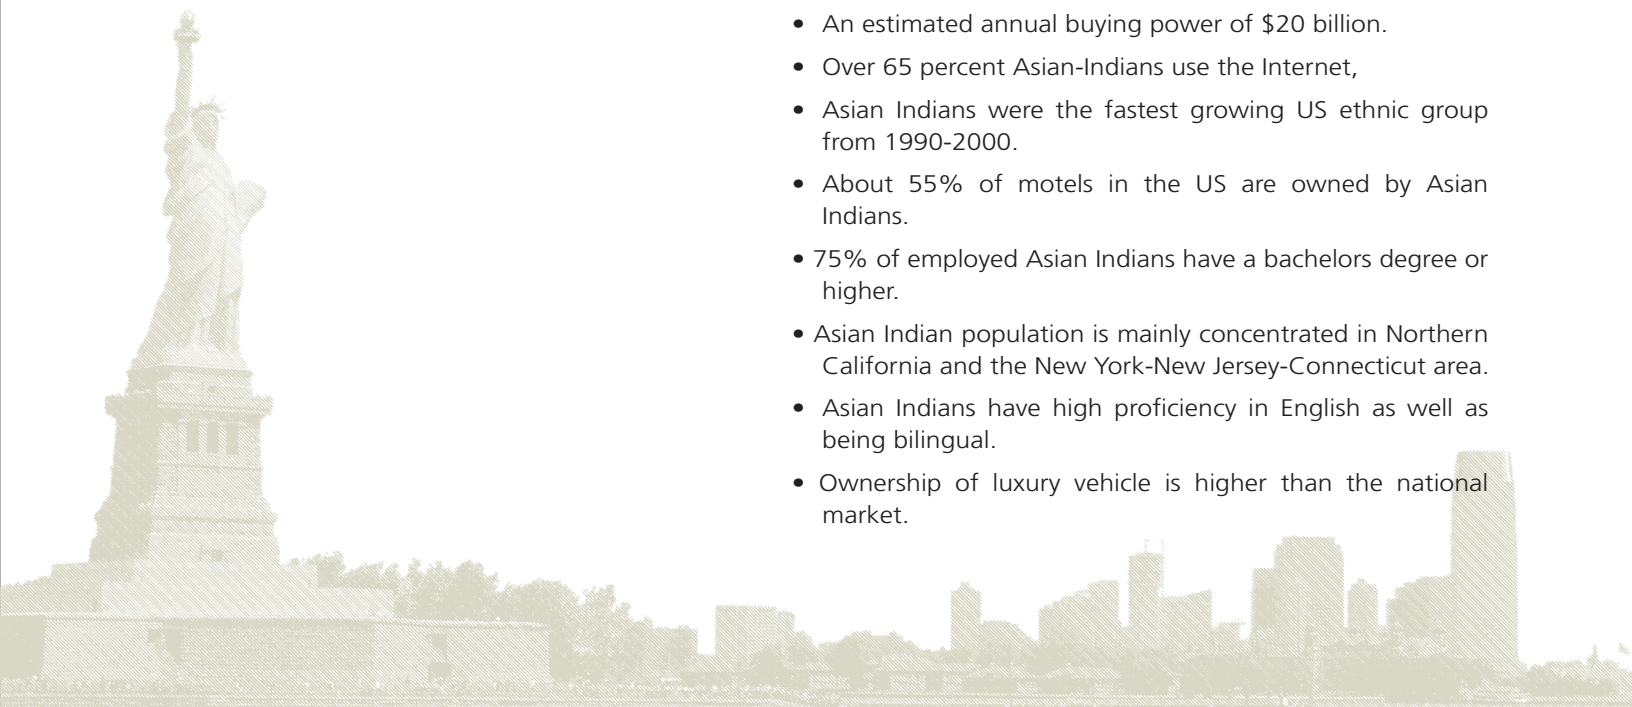 • An estimated annual buying power of $20 billion.
• Over 65 percent Asian-Indians use the Internet,
• Asian Indians were the fastest growing US ethnic group
from 1990-2000.
• About 55% of motels in the US are owned by Asian
Indians.
• 75% of employed Asian Indians have a bachelors degree or
higher.
• Asian Indian population is mainly concentrated in Northern
California and the New York-New Jersey-Connecticut area.
• Asian Indians have high proficiency in English as well as
being bilingual.
• Ownership of luxury vehicle is higher than the national
market.